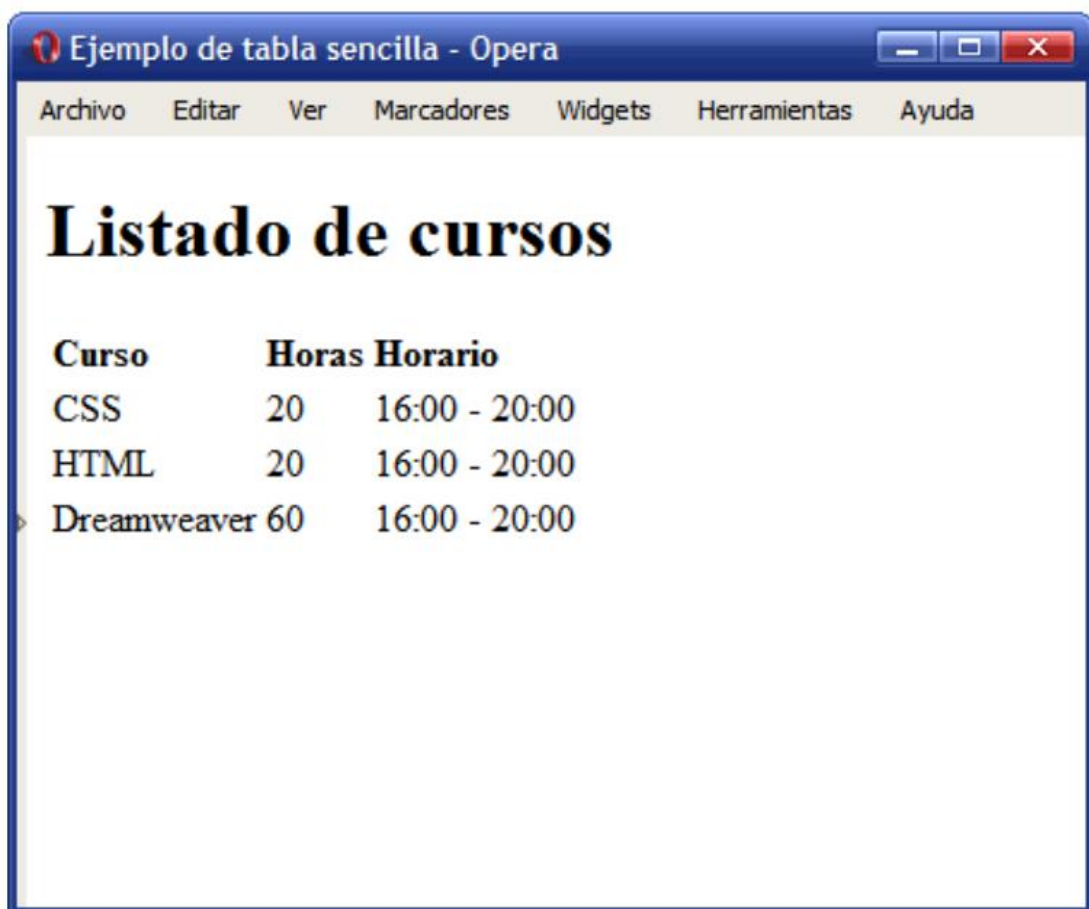 Ejemplo de tabla sencilla - Opera
Archivo Editar Ver Marcadores Widgets Herramientas Ayuda
Listado de cursos
Curso Horas Horario
CSS 20 16:00 - 20:00
HTML 20 16:00 - 20:00
Dreamweaver 60 16:00 - 20:00